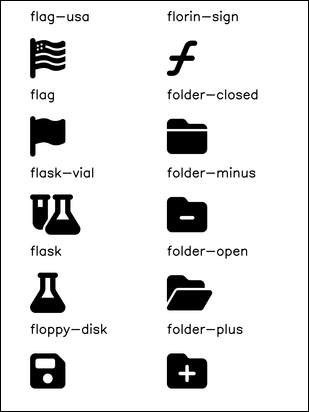 flag-usa florin-sign
flag folder-closed
flask-vial folder-minus
flask folder-open
floppy-disk folder-plus